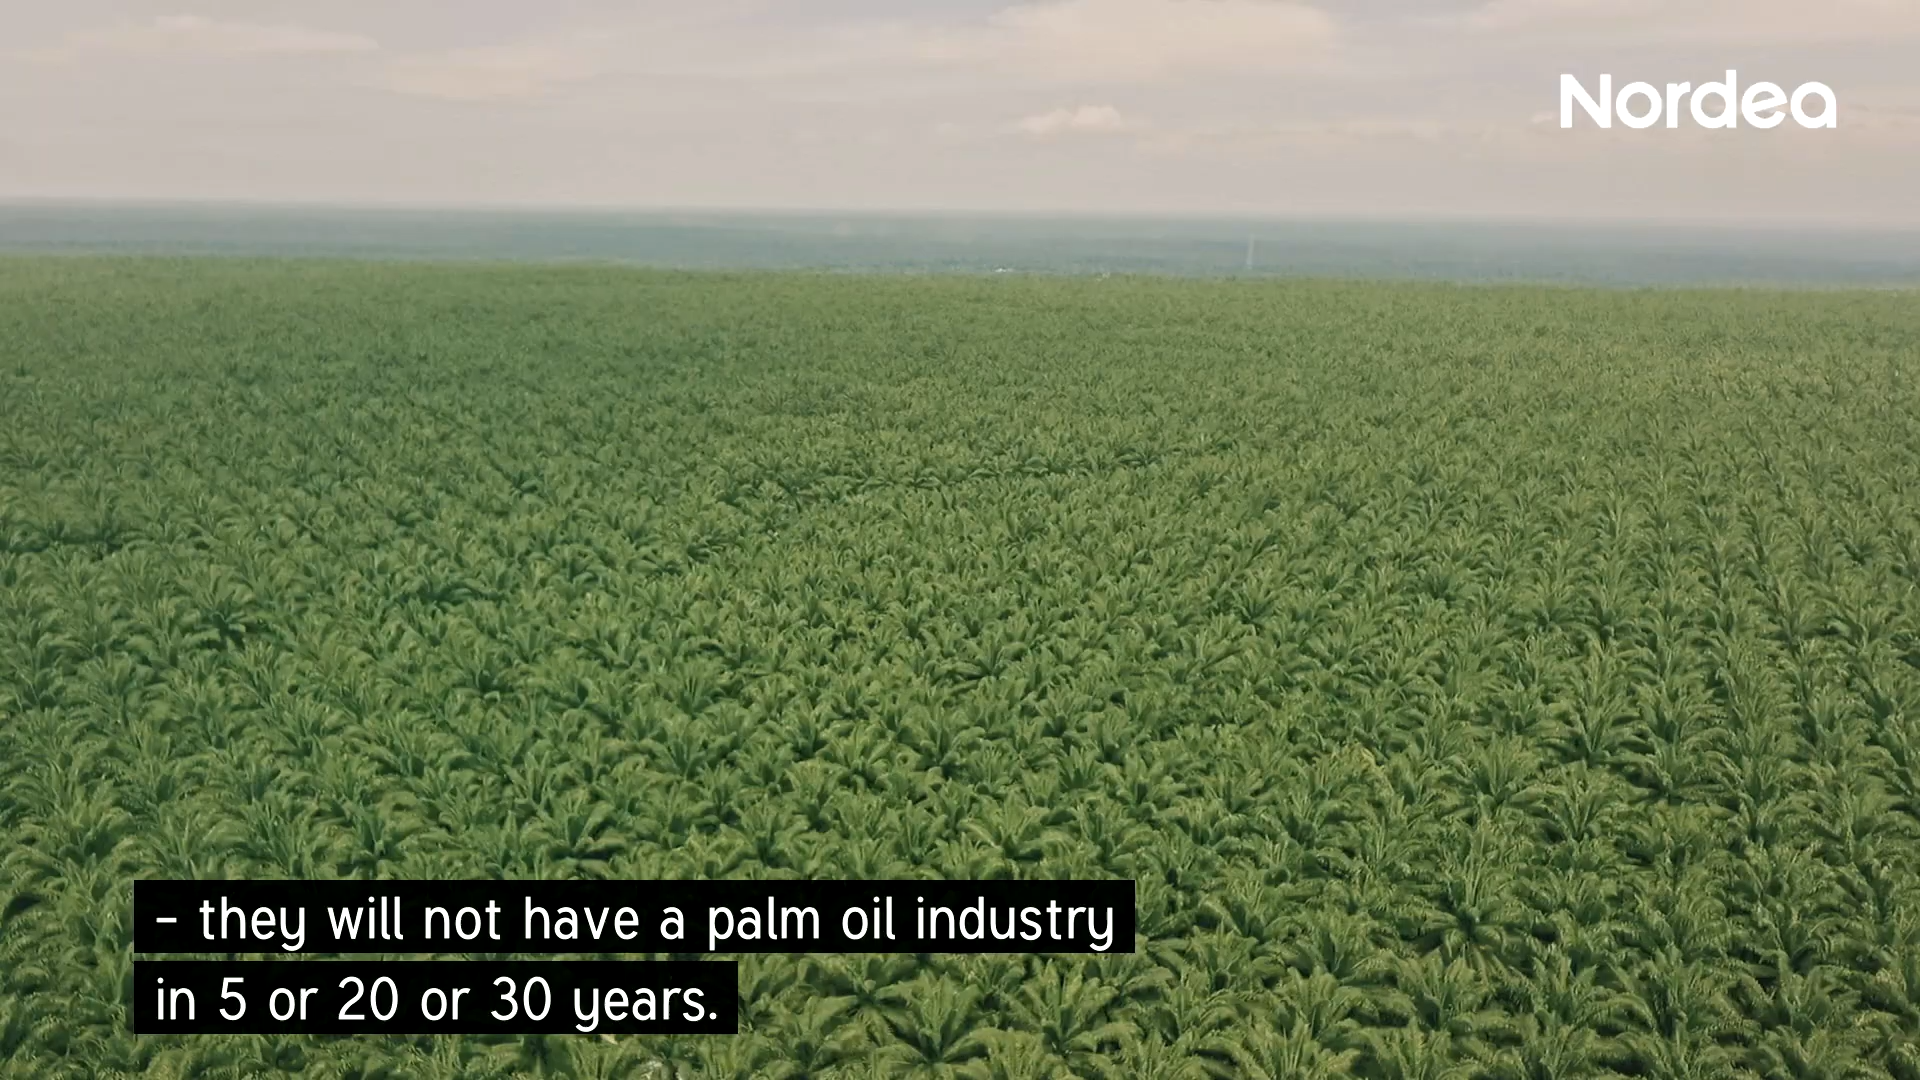 Nordea
– they will not have a palm oil industry
in 5 or 20 or 30 years.